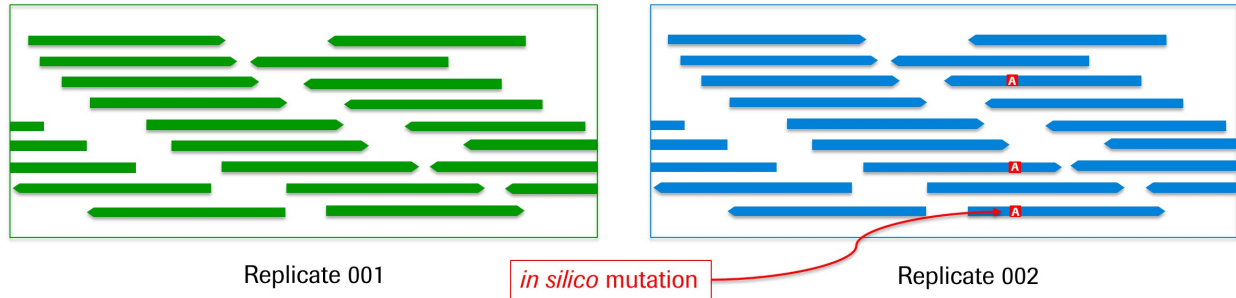 A
A
A
Replicate 001
in silico mutation
Replicate 002